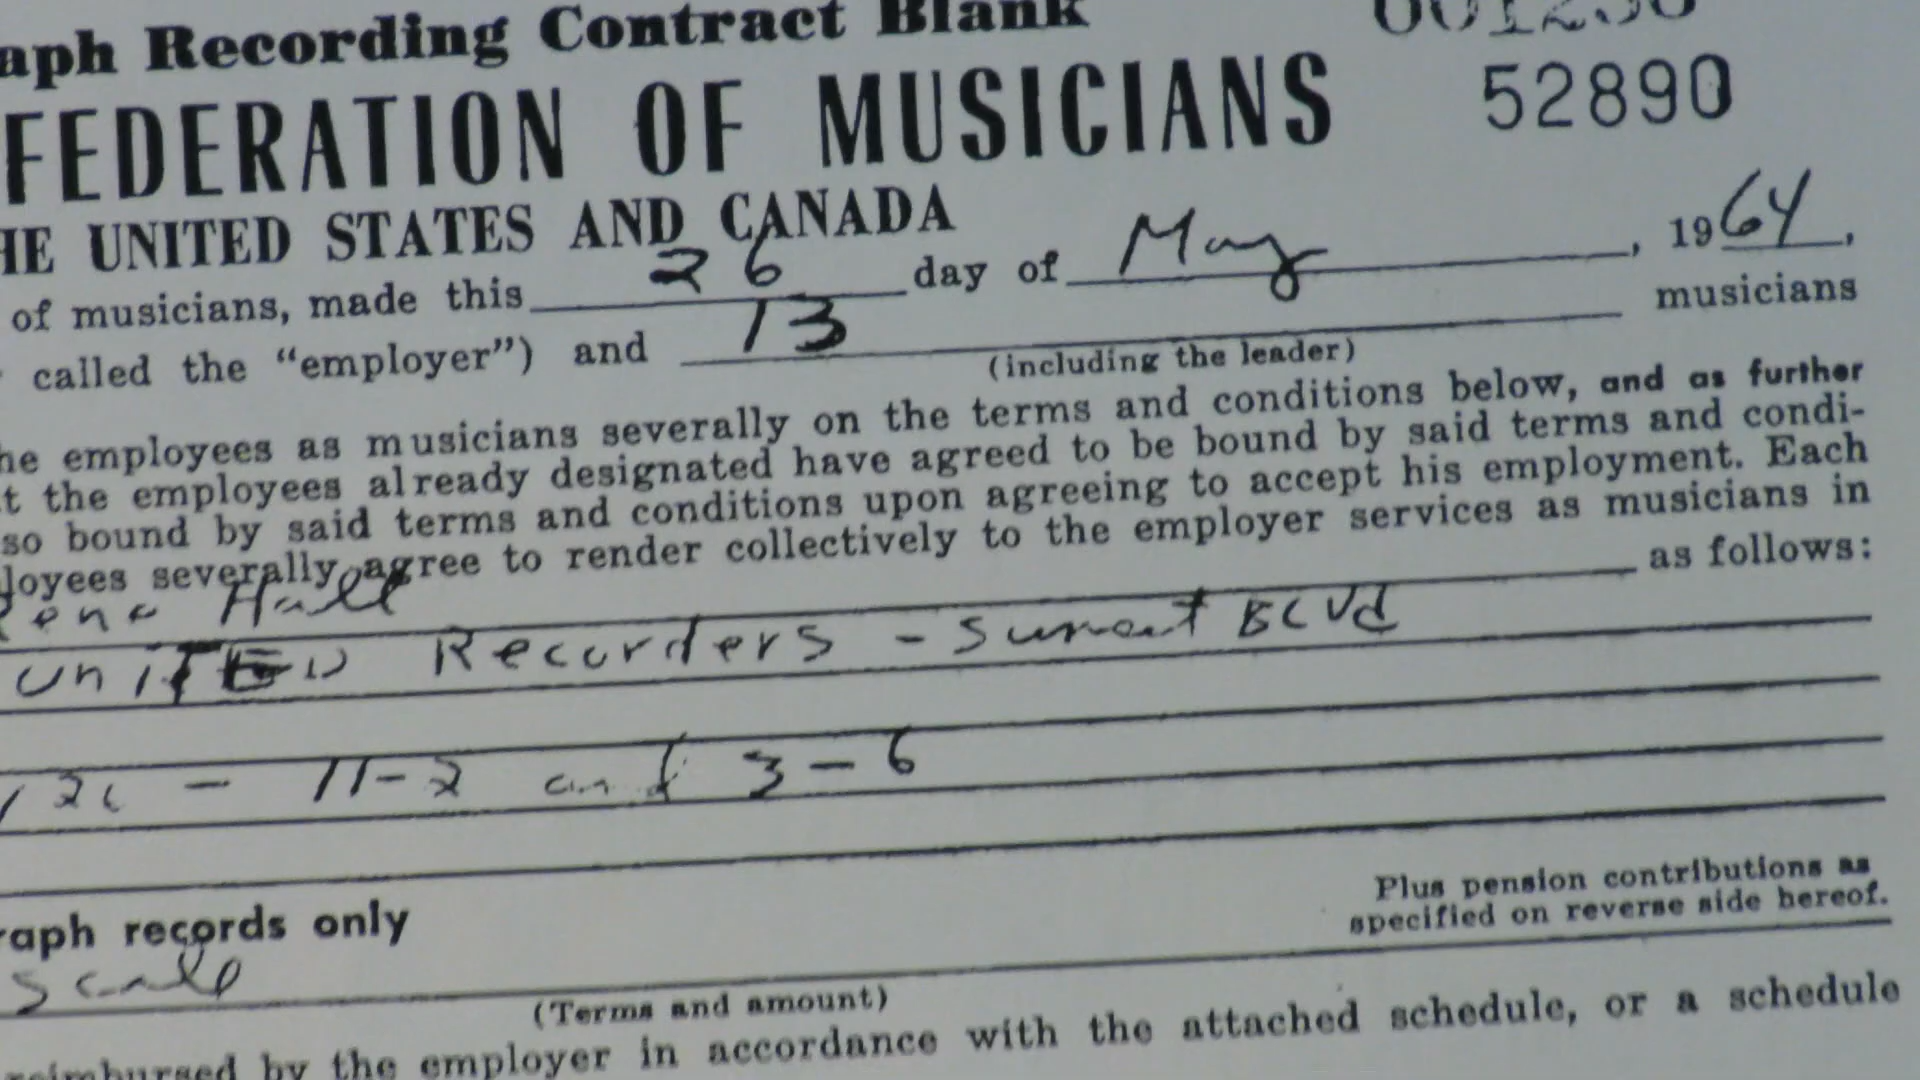 aph Recording Contract Blank
FEDERATION OF MUSICIANS 52890
HE UNITED STATES AND CANADA
of musicians, made this 26 day of May, 1964,
called the “employer”) and 13 musicians
(including the leader)
he employees as musicians severally on the terms and conditions below, and as further
t the employees already designated have agreed to be bound by said terms and condi-
so bound by said terms and conditions upon agreeing to accept his employment. Each
loyees severally agree to render collectively to the employer services as musicians in
Hall as follows:
UNITED Recorders - Sunset BLVd
11-2 and 3-6
Plus pension contributions as
raph records only specified on reverse side hereof.
scale
(Terms and amount)
reimbursed by the employer in accordance with the attached schedule, or a schedule